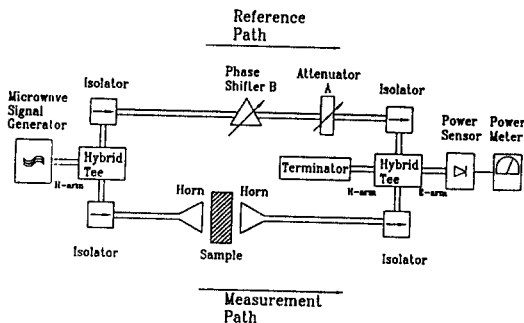 Reference
Path
Phase
Shifter B
Attenuator
A
Isolator
Isolator
Microwave
Signal
Generator
Power
Sensor
Power
Meter
Hybrid
Tee
H-arm
Terminator
Hybrid
Tee
H-arm
E-arm
Horn
Horn
Isolator
Sample
Isolator
Measurement
Path